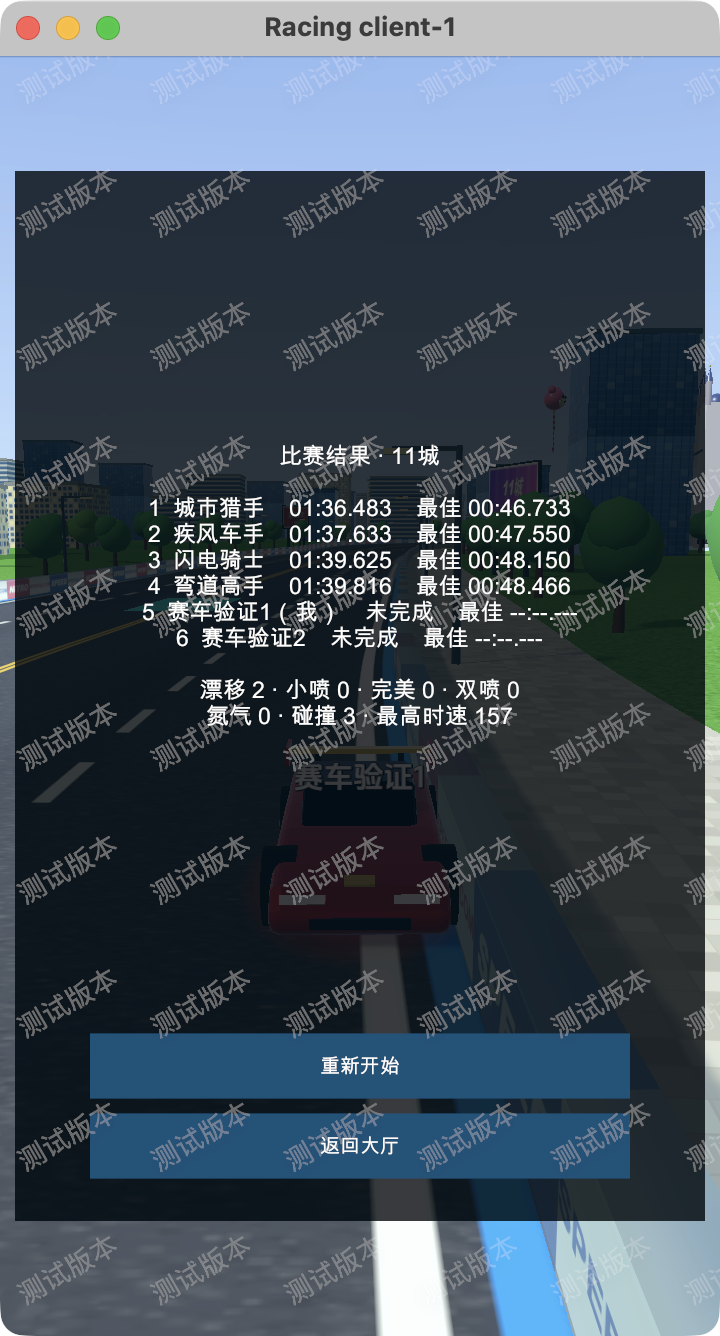 Racing client-1
比赛结果 · 11城
1 城市猎手 01:36.483 最佳 00:46.733
2 疾风车手 01:37.633 最佳 00:47.550
3 闪电骑士 01:39.625 最佳 00:48.150
4 弯道高手 01:39.816 最佳 00:48.466
5 赛车验证1 ( 我 ) 未完成 最佳 --:--.---
6 赛车验证2 未完成 最佳 --:--.---
漂移 2 · 小喷 0 · 完美 0 · 双喷 0
氮气 0 · 碰撞 3 · 最高时速 157
赛车验证1
重新开始
返回大厅
测试版本